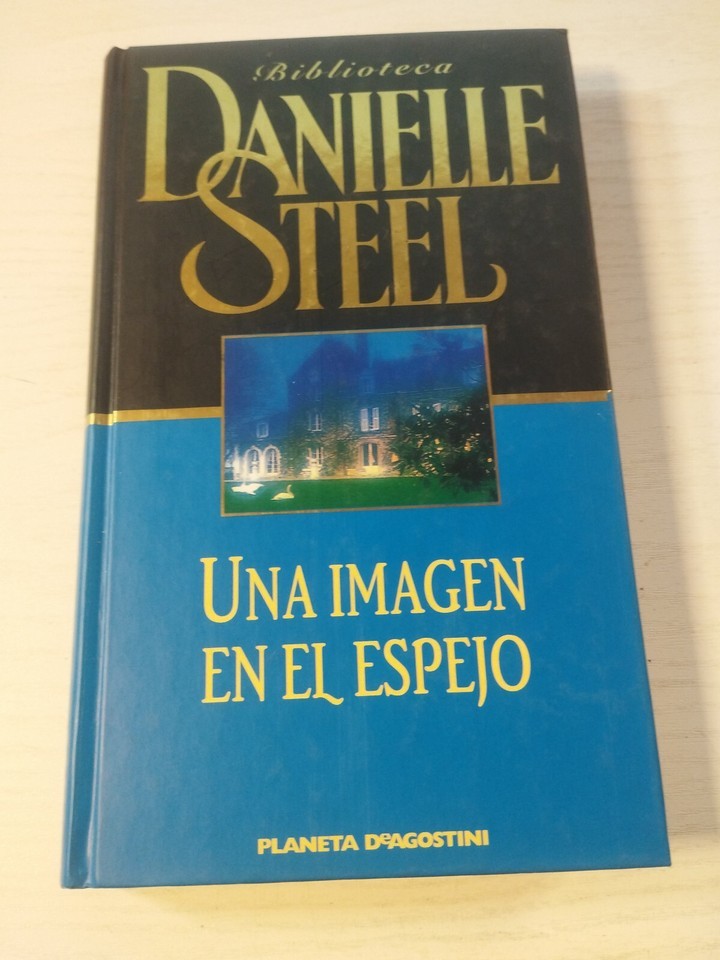 Biblioteca
DANIELLE
STEEL
UNA IMAGEN
EN EL ESPEJO
PLANETA DeAGOSTINI